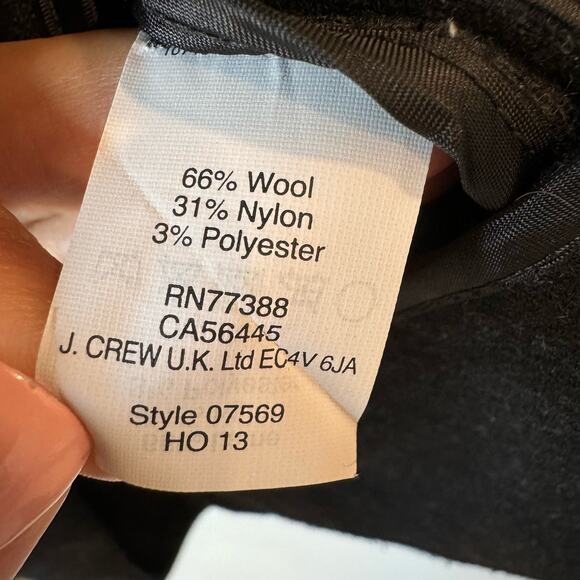 66% Wool
31% Nylon
3% Polyester
RN77388
CA56445
J. CREW U.K. Ltd EC4V 6JA
Style 07569
HO 13